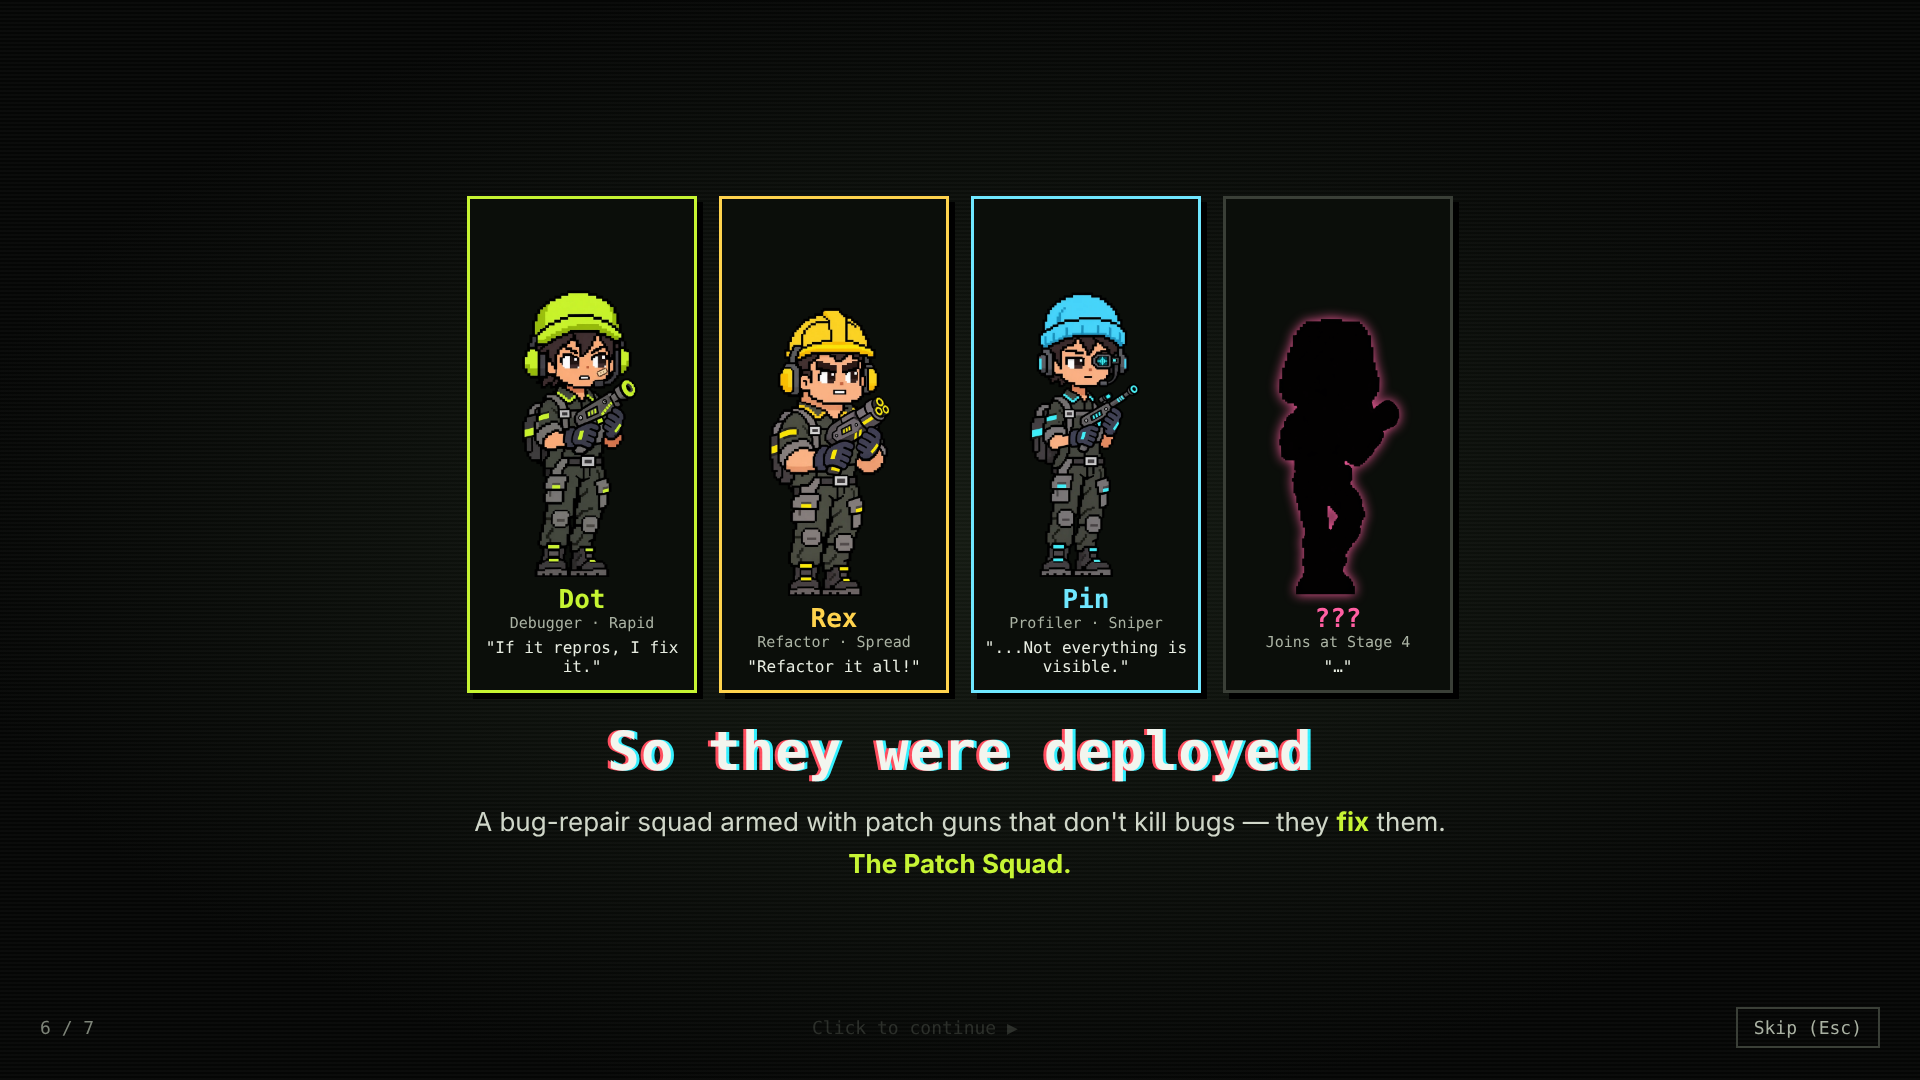 Dot
Debugger · Rapid
"If it repros, I fix
it."
Rex
Refactor · Spread
"Refactor it all!"
Pin
Profiler · Sniper
"...Not everything is
visible."
???
Joins at Stage 4
"…"
So they were deployed
A bug-repair squad armed with patch guns that don't kill bugs — they fix them.
The Patch Squad.
6 / 7
Click to continue ▶
Skip (Esc)